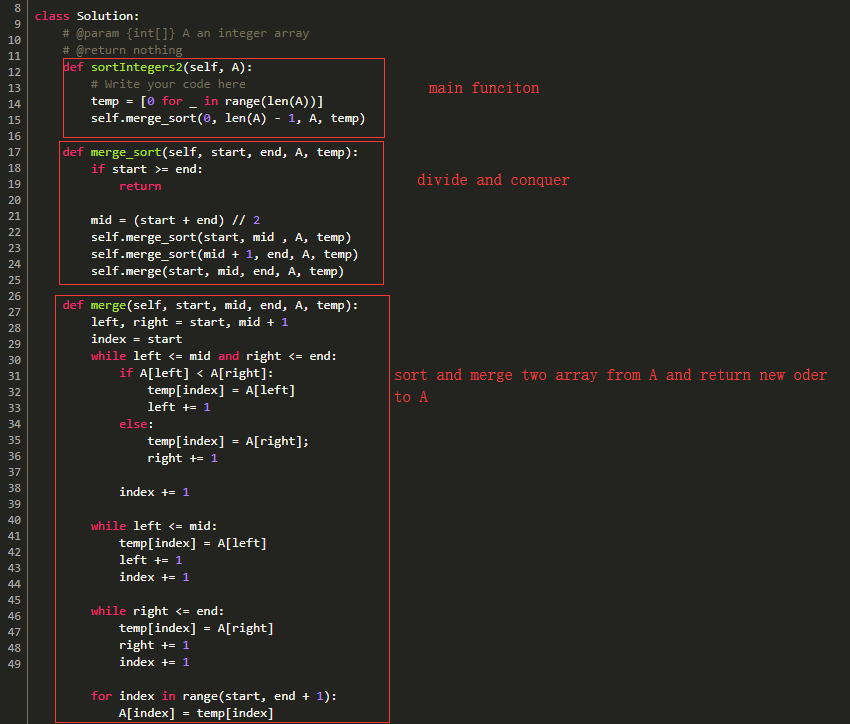 8
9
10
11
12
13
14
15
16
17
18
19
20
21
22
23
24
25
26
27
28
29
30
31
32
33
34
35
36
37
38
39
40
41
42
43
44
45
46
47
48
49
class Solution:
# @param {int[]} A an integer array
# @return nothing
def sortIntegers2(self, A):
# Write your code here
temp = [0 for _ in range(len(A))]
self.merge_sort(0, len(A) - 1, A, temp)
main funciton
def merge_sort(self, start, end, A, temp):
if start >= end:
return
mid = (start + end) // 2
self.merge_sort(start, mid , A, temp)
self.merge_sort(mid + 1, end, A, temp)
self.merge(start, mid, end, A, temp)
divide and conquer
def merge(self, start, mid, end, A, temp):
left, right = start, mid + 1
index = start
while left <= mid and right <= end:
if A[left] < A[right]:
temp[index] = A[left]
left += 1
else:
temp[index] = A[right];
right += 1
index += 1
while left <= mid:
temp[index] = A[left]
left += 1
index += 1
while right <= end:
temp[index] = A[right]
right += 1
index += 1
for index in range(start, end + 1):
A[index] = temp[index]
sort and merge two array from A and return new oder
to A